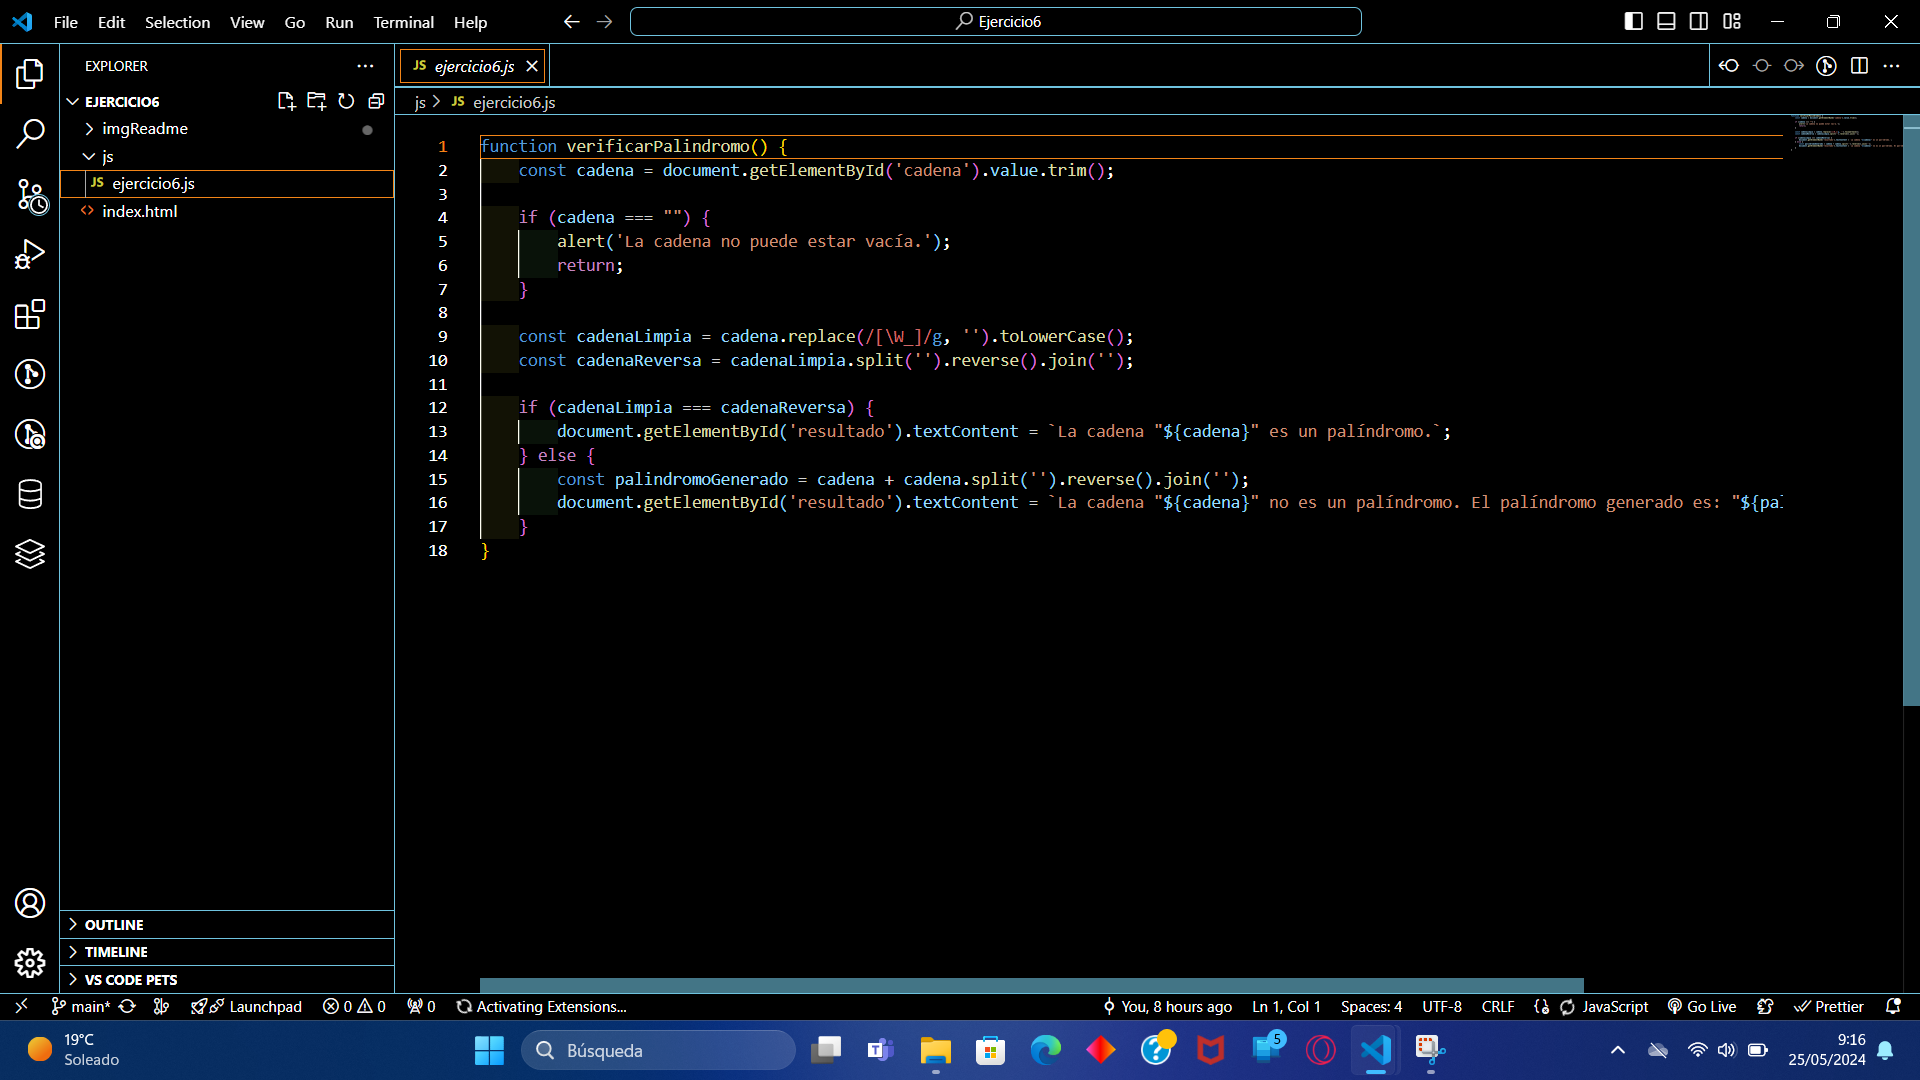 File Edit Selection View Go Run Terminal Help
Ejercicio6
EXPLORER
EJERCICIO6
imgReadme
js
JS ejercicio6.js
index.html
OUTLINE
TIMELINE
VS CODE PETS
JS ejercicio6.js
js > JS ejercicio6.js
1 function verificarPalindromo() {
2 const cadena = document.getElementById('cadena').value.trim();
3
4 if (cadena === "") {
5 alert('La cadena no puede estar vacía.');
6 return;
7 }
8
9 const cadenaLimpia = cadena.replace(/[\W_]/g, '').toLowerCase();
10 const cadenaReversa = cadenaLimpia.split('').reverse().join('');
11
12 if (cadenaLimpia === cadenaReversa) {
13 document.getElementById('resultado').textContent = `La cadena "${cadena}" es un palíndromo.`;
14 } else {
15 const palindromoGenerado = cadena + cadena.split('').reverse().join('');
16 document.getElementById('resultado').textContent = `La cadena "${cadena}" no es un palíndromo. El palíndromo generado es: "${pal
17 }
18 }
main* Launchpad 0 0 0 Activating Extensions... You, 8 hours ago Ln 1, Col 1 Spaces: 4 UTF-8 CRLF JavaScript Go Live Prettier
19°C
Soleado
Búsqueda
5
9:16
25/05/2024